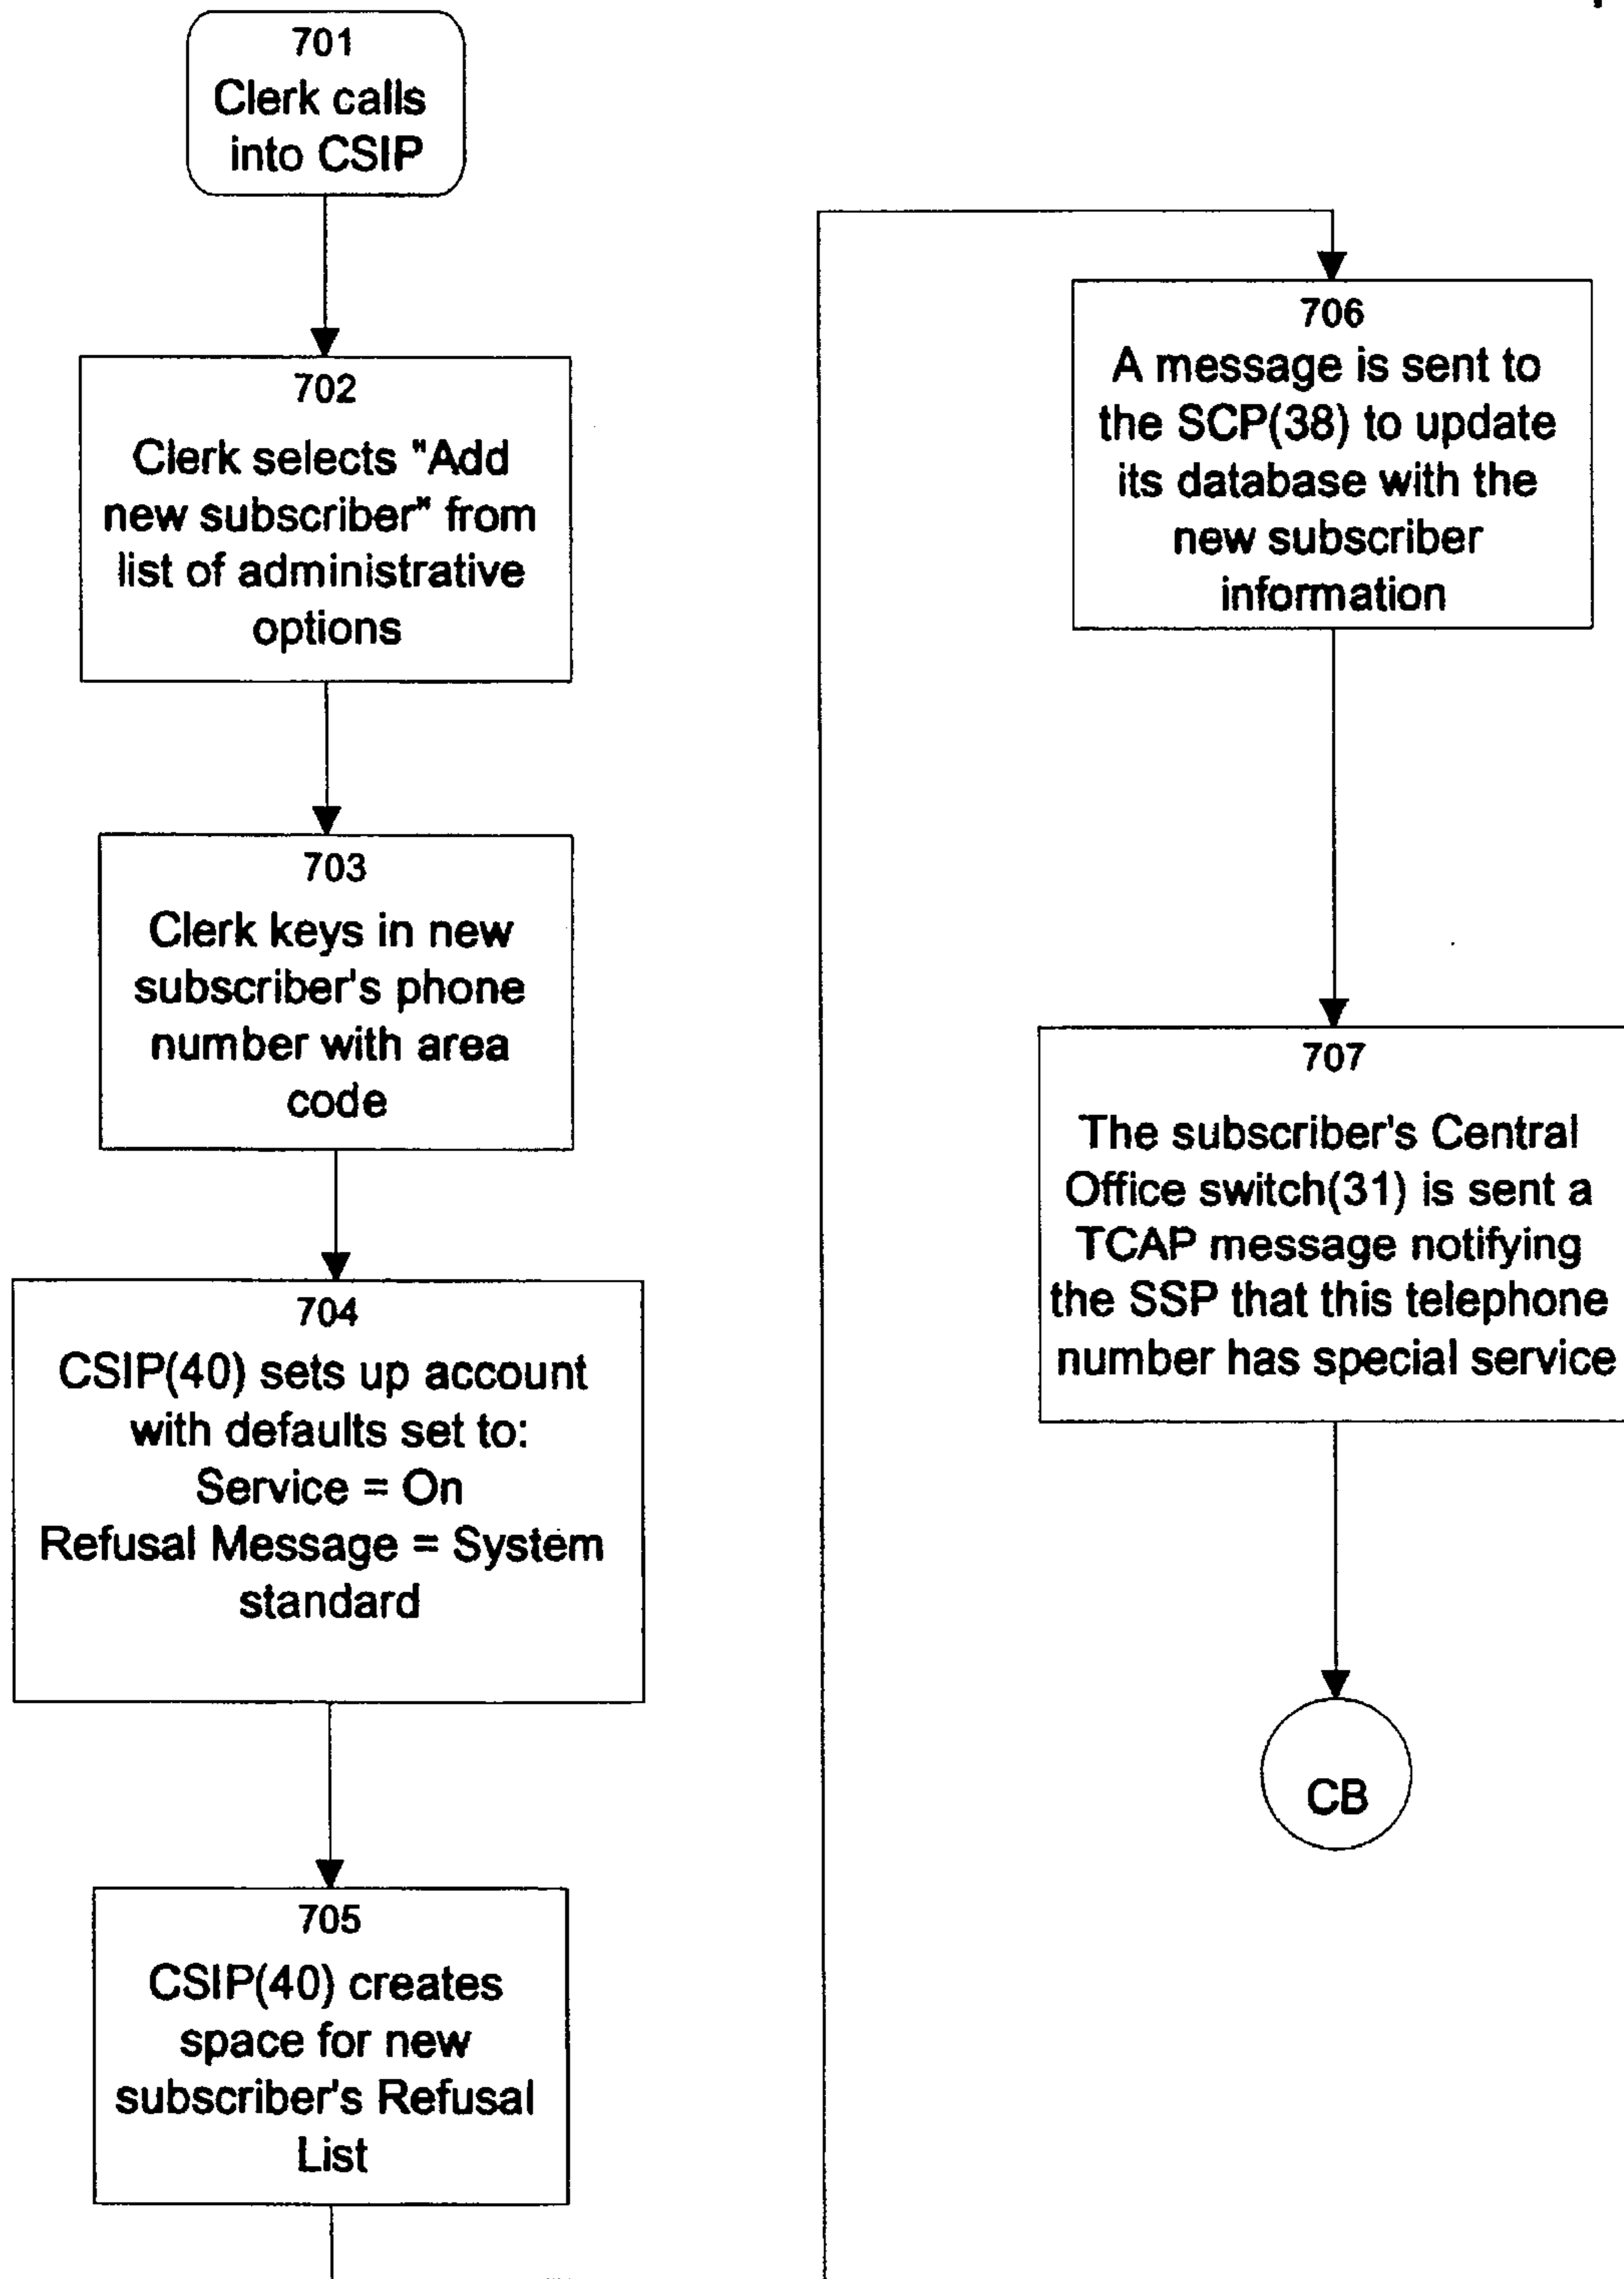 701
Clerk calls
into CSIP
702
Clerk selects "Add
new subscriber" from
list of administrative
options
703
Clerk keys in new
subscriber's phone
number with area
code
704
CSIP(40) sets up account
with defaults set to:
Service = On
Refusal Message = System
standard
705
CSIP(40) creates
space for new
subscriber's Refusal
List
706
A message is sent to
the SCP(38) to update
its database with the
new subscriber
information
707
The subscriber's Central
Office switch(31) is sent a
TCAP message notifying
the SSP that this telephone
number has special service
CB